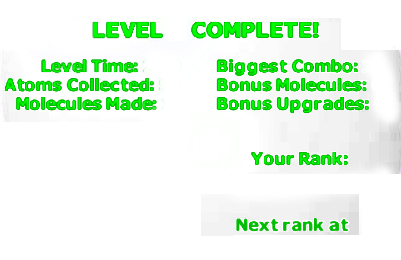 LEVEL COMPLETE!
Level Time:
Atoms Collected:
Molecules Made:
Biggest Combo:
Bonus Molecules:
Bonus Upgrades:
Your Rank:
Next rank at